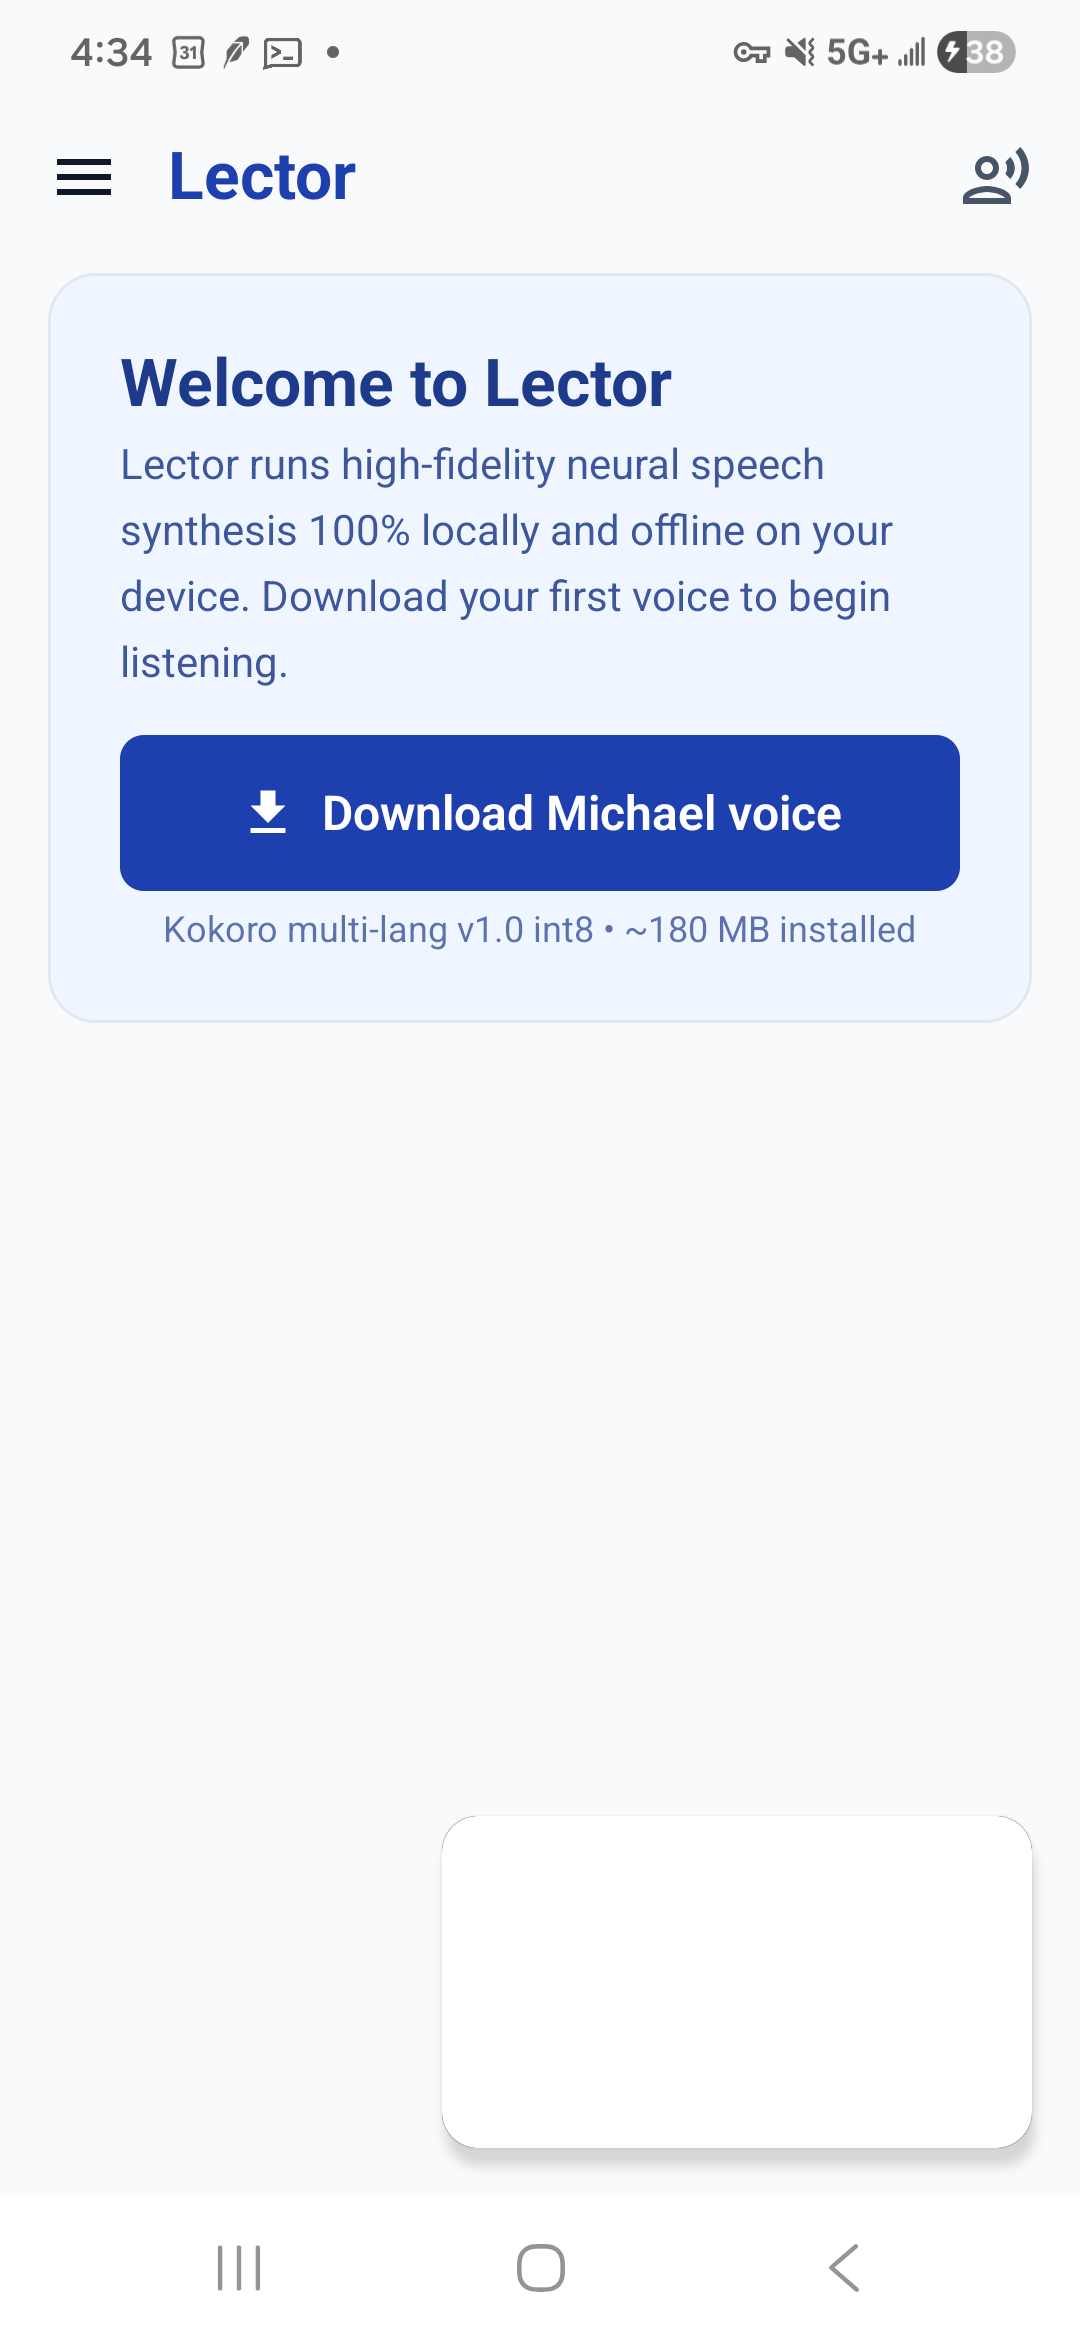 4:34 31 5G+ 38
Lector
Welcome to Lector
Lector runs high-fidelity neural speech
synthesis 100% locally and offline on your
device. Download your first voice to begin
listening.
Download Michael voice
Kokoro multi-lang v1.0 int8 • ~180 MB installed